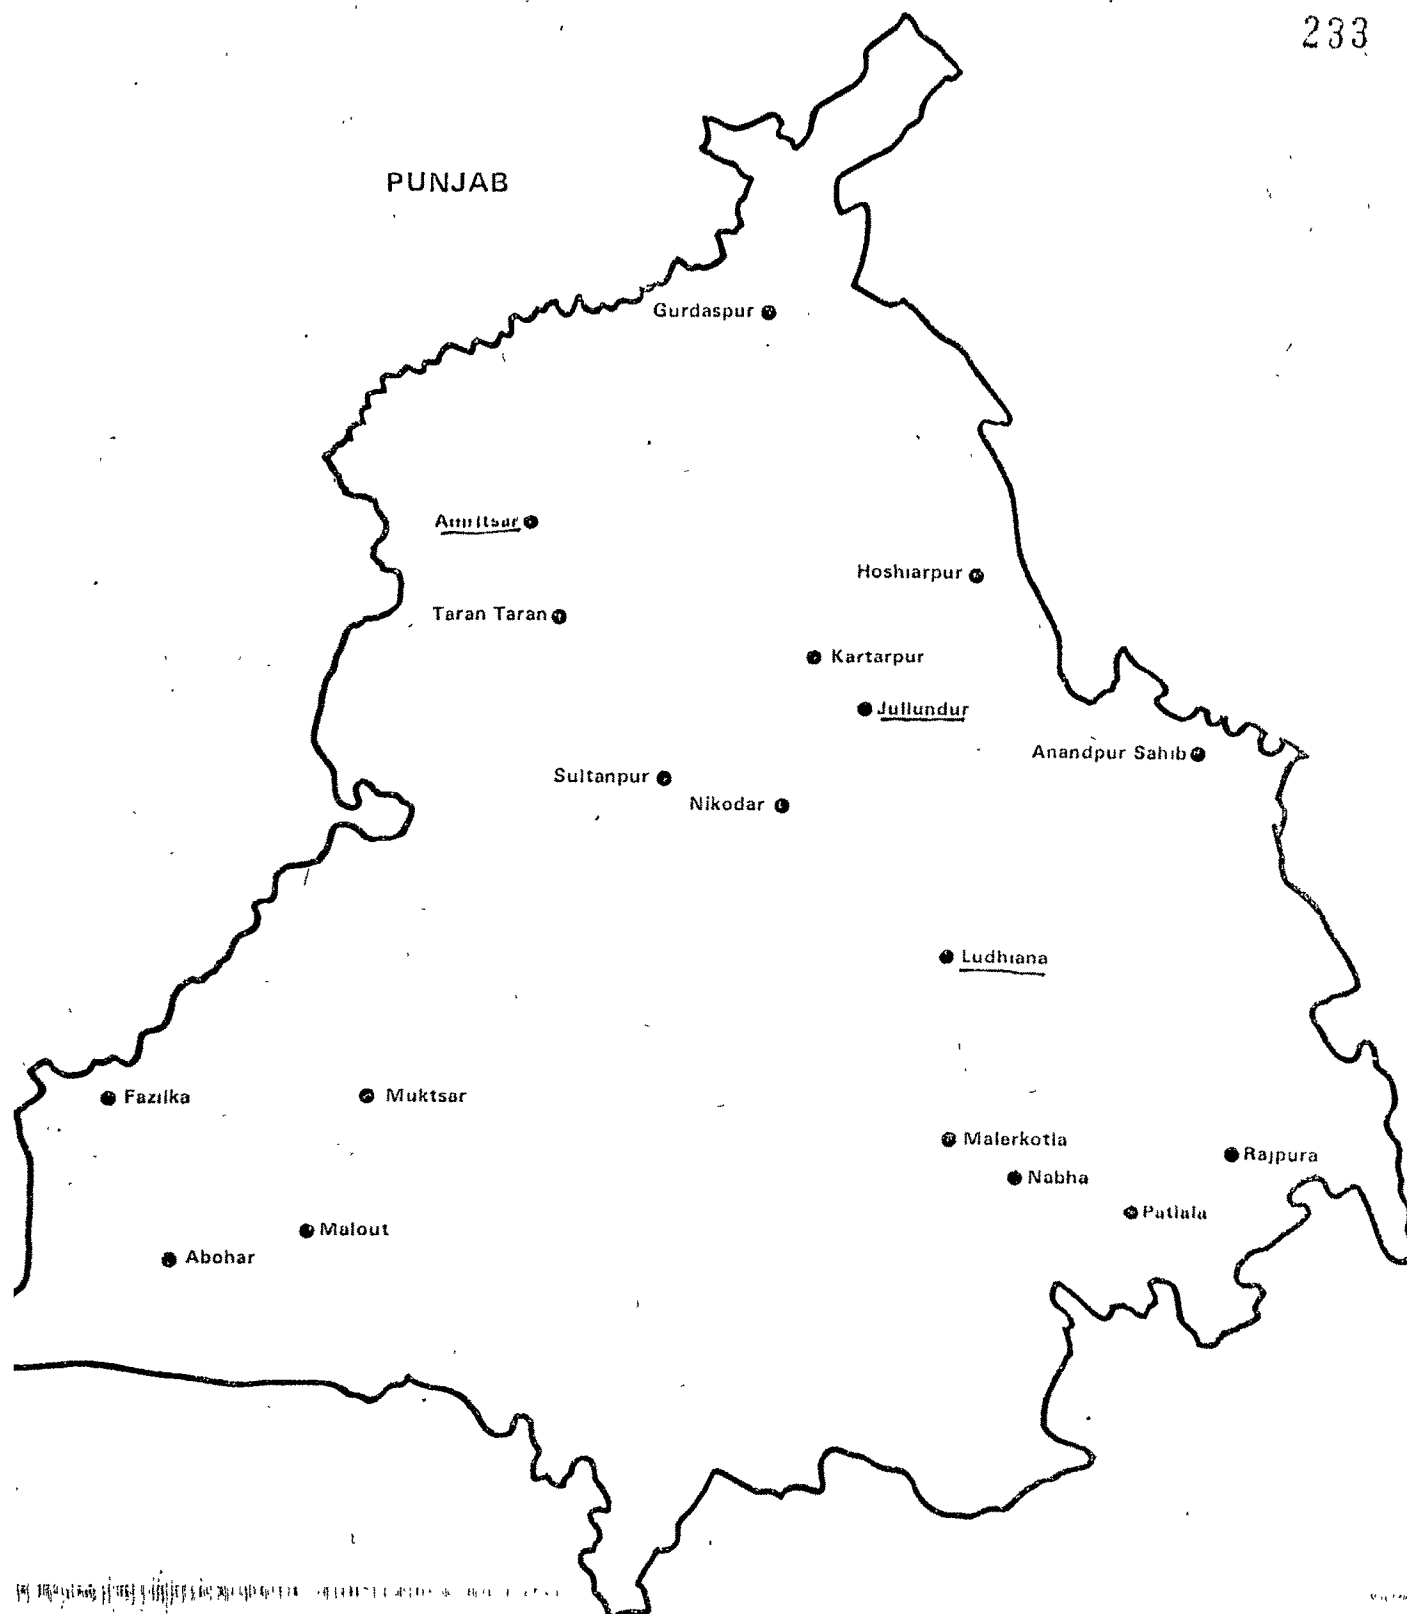 233
PUNJAB
Gurdaspur
Amritsar
Hoshiarpur
Taran Taran
Kartarpur
Jullundur
Anandpur Sahib
Sultanpur
Nikodar
Ludhiana
Fazilka
Muktsar
Malerkotla
Rajpura
Nabha
Patiala
Malout
Abohar